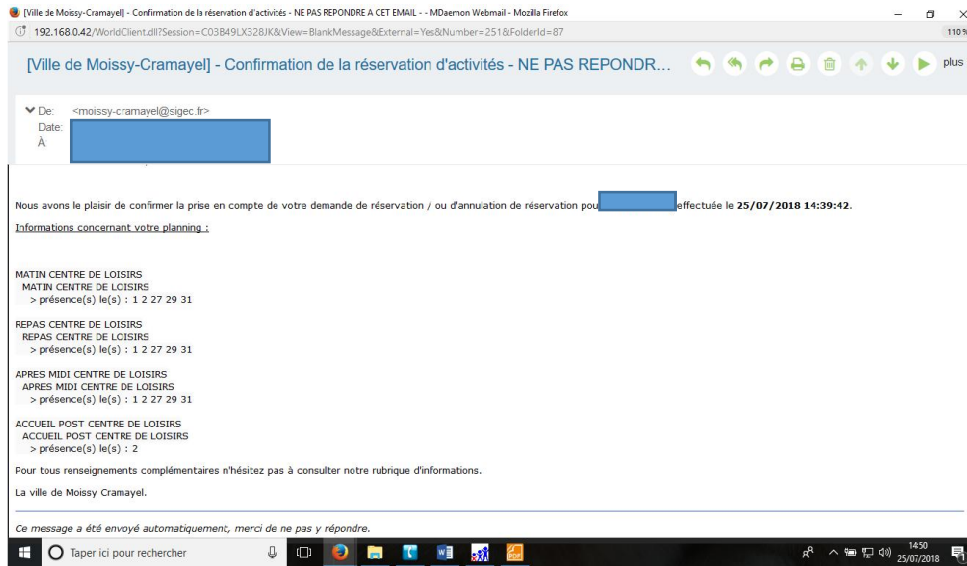 [Ville de Moissy-Cramayel] - Confirmation de la réservation d'activités - NE PAS REPONDRE A CET EMAIL - - MDaemon Webmail - Mozilla Firefox
192.168.0.42/WorldClient.dll?Session=C03B49LX328JK&View=BlankMessage&External=Yes&Number=251&FolderId=87
110 %
[Ville de Moissy-Cramayel] - Confirmation de la réservation d'activités - NE PAS REPONDR...
plus
De: <moissy-cramayel@sigec.fr>
Date:
À
Nous avons le plaisir de confirmer la prise en compte de votre demande de réservation / ou d'annulation de réservation pou effectuée le 25/07/2018 14:39:42.
Informations concernant votre planning :
MATIN CENTRE DE LOISIRS
MATIN CENTRE DE LOISIRS
> présence(s) le(s) : 1 2 27 29 31
REPAS CENTRE DE LOISIRS
REPAS CENTRE DE LOISIRS
> présence(s) le(s) : 1 2 27 29 31
APRES MIDI CENTRE DE LOISIRS
APRES MIDI CENTRE DE LOISIRS
> présence(s) le(s) : 1 2 27 29 31
ACCUEIL POST CENTRE DE LOISIRS
ACCUEIL POST CENTRE DE LOISIRS
> présence(s) le(s) : 2
Pour tous renseignements complémentaires n'hésitez pas à consulter notre rubrique d'informations.
La ville de Moissy Cramayel.
Ce message a été envoyé automatiquement, merci de ne pas y répondre.
Taper ici pour rechercher
14:50
25/07/2018